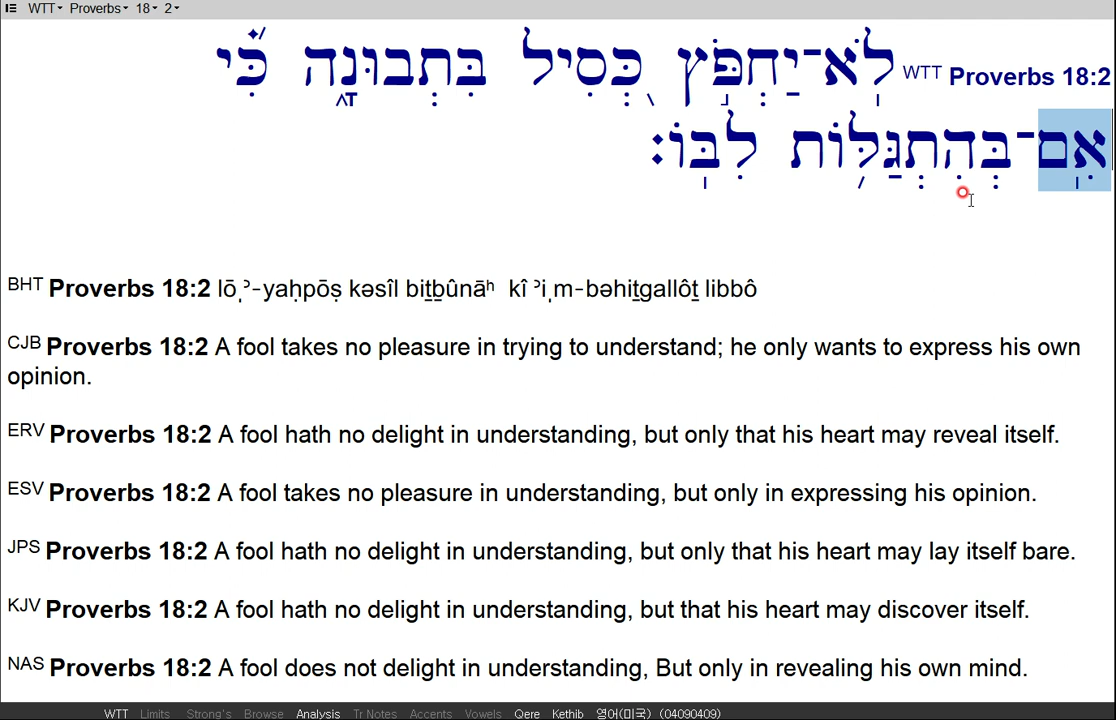 WTT Proverbs 18 2
WTT Proverbs 18:2 לֹֽא־יַחְפֹּ֣ץ כְּ֭סִיל בִּתְבוּנָ֑ה כִּ֗֝י
אִֽם־בְּהִתְגַּלּ֥וֹת לִבּֽוֹ׃
BHT Proverbs 18:2 lō ̩ʾ-yaḥpōṣ kəsîl biṯbûnāʰ kî ʾi ̩m-bəhiṯgallôṯ libbô
CJB Proverbs 18:2 A fool takes no pleasure in trying to understand; he only wants to express his own
opinion.
ERV Proverbs 18:2 A fool hath no delight in understanding, but only that his heart may reveal itself.
ESV Proverbs 18:2 A fool takes no pleasure in understanding, but only in expressing his opinion.
JPS Proverbs 18:2 A fool hath no delight in understanding, but only that his heart may lay itself bare.
KJV Proverbs 18:2 A fool hath no delight in understanding, but that his heart may discover itself.
NAS Proverbs 18:2 A fool does not delight in understanding, But only in revealing his own mind.
WTT Limits Strong's Browse Analysis Tr Notes Accents Vowels Qere Kethib 영어(미국) (04090409)